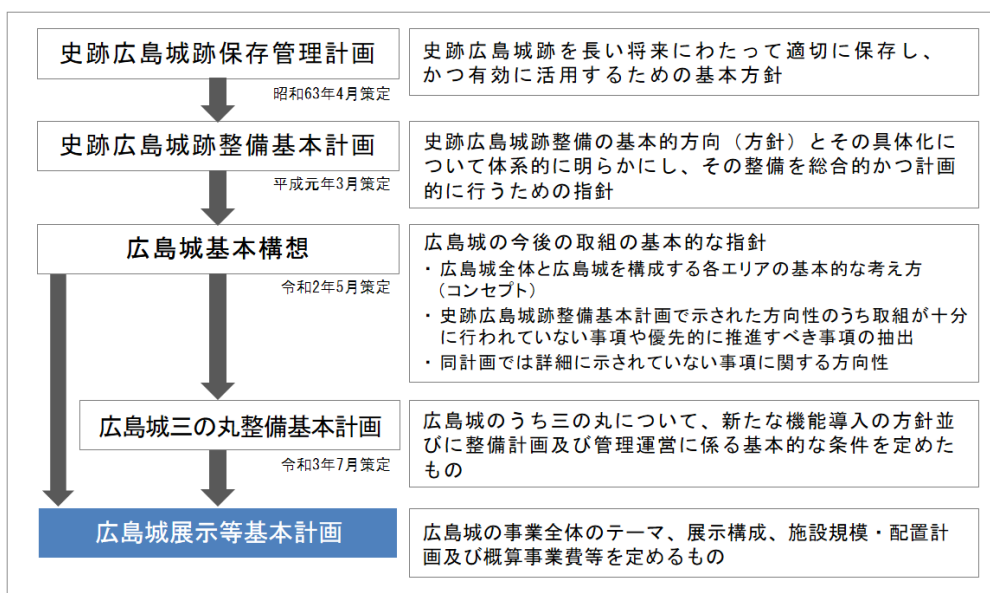 史跡広島城跡保存管理計画
昭和63年4月策定
史跡広島城跡を長い将来にわたって適切に保存し、
かつ有効に活用するための基本方針
史跡広島城跡整備基本計画
平成元年3月策定
史跡広島城跡整備の基本的方向（方針）とその具体化に
ついて体系的に明らかにし、その整備を総合的かつ計画
的に行うための指針
広島城基本構想
令和2年5月策定
広島城の今後の取組の基本的な指針
・広島城全体と広島城を構成する各エリアの基本的な考え方
（コンセプト）
・史跡広島城跡整備基本計画で示された方向性のうち取組が十分
に行われていない事項や優先的に推進すべき事項の抽出
・同計画では詳細に示されていない事項に関する方向性
広島城三の丸整備基本計画
令和3年7月策定
広島城のうち三の丸について、新たな機能導入の方針並
びに整備計画及び管理運営に係る基本的な条件を定めた
もの
広島城展示等基本計画
広島城の事業全体のテーマ、展示構成、施設規模・配置計
画及び概算事業費等を定めるもの